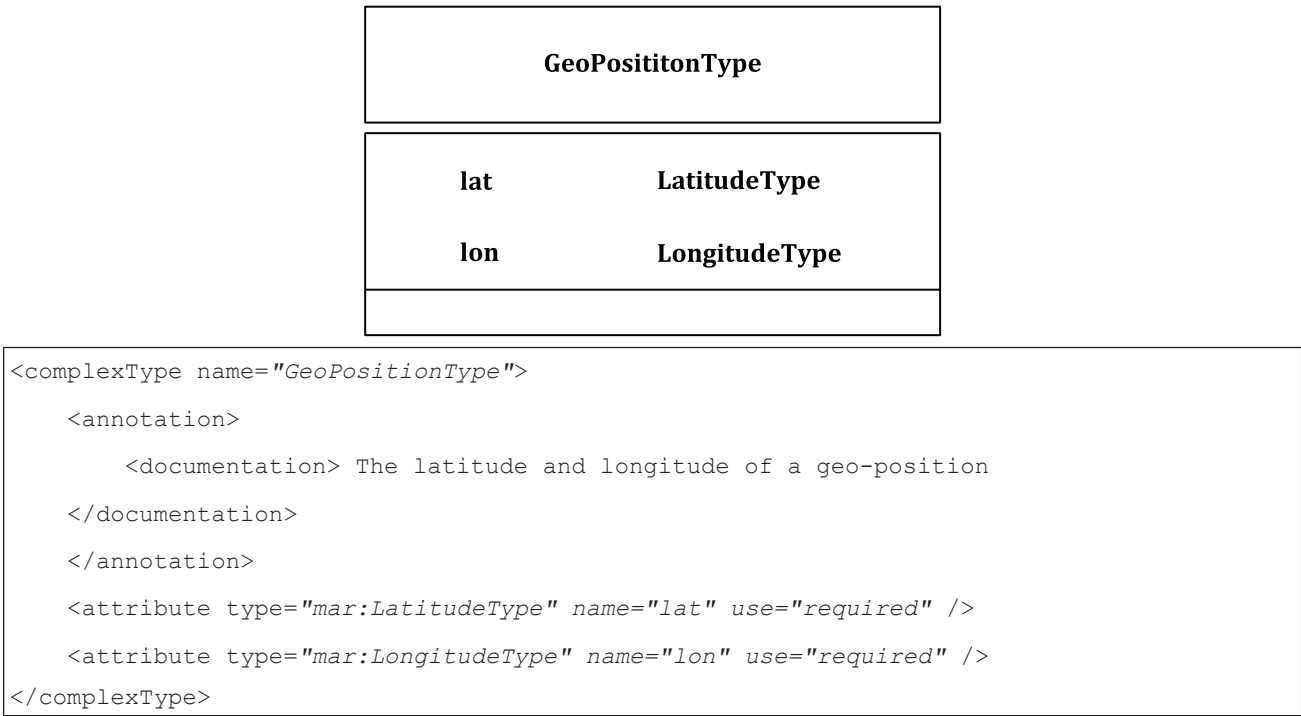 GeoPosititonType
lat LatitudeType
lon LongitudeType
<complexType name="GeoPositionType">
<annotation>
<documentation> The latitude and longitude of a geo-position
</documentation>
</annotation>
<attribute type="mar:LatitudeType" name="lat" use="required" />
<attribute type="mar:LongitudeType" name="lon" use="required" />
</complexType>